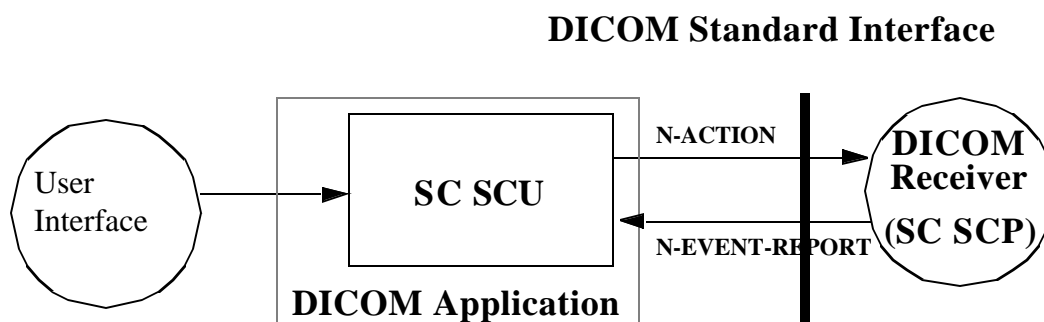 DICOM Standard Interface
User
Interface
SC SCU
DICOM Application
N-ACTION
N-EVENT-REPORT
DICOM
Receiver
(SC SCP)